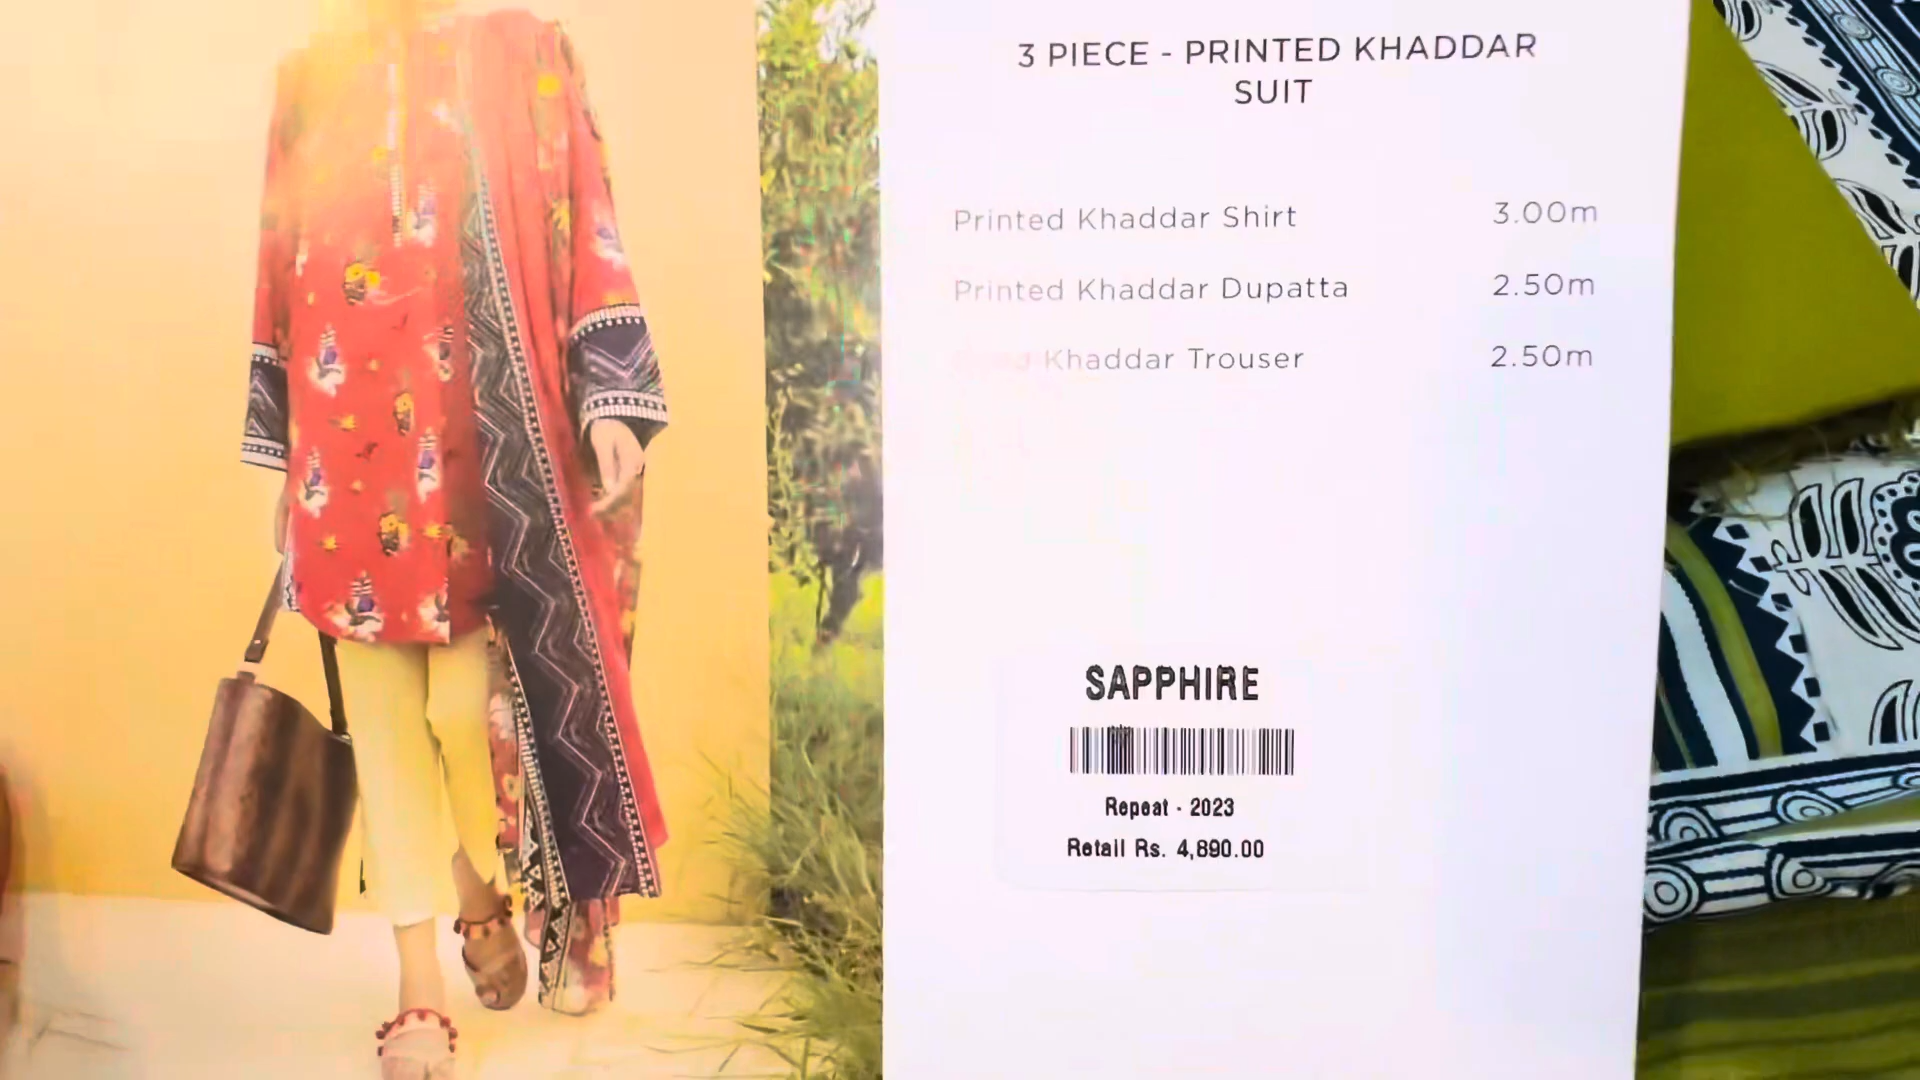 3 PIECE - PRINTED KHADDAR
SUIT
Printed Khaddar Shirt 3.00m
Printed Khaddar Dupatta 2.50m
Khaddar Trouser 2.50m
SAPPHIRE
Repeat - 2023
Retail Rs. 4,890.00